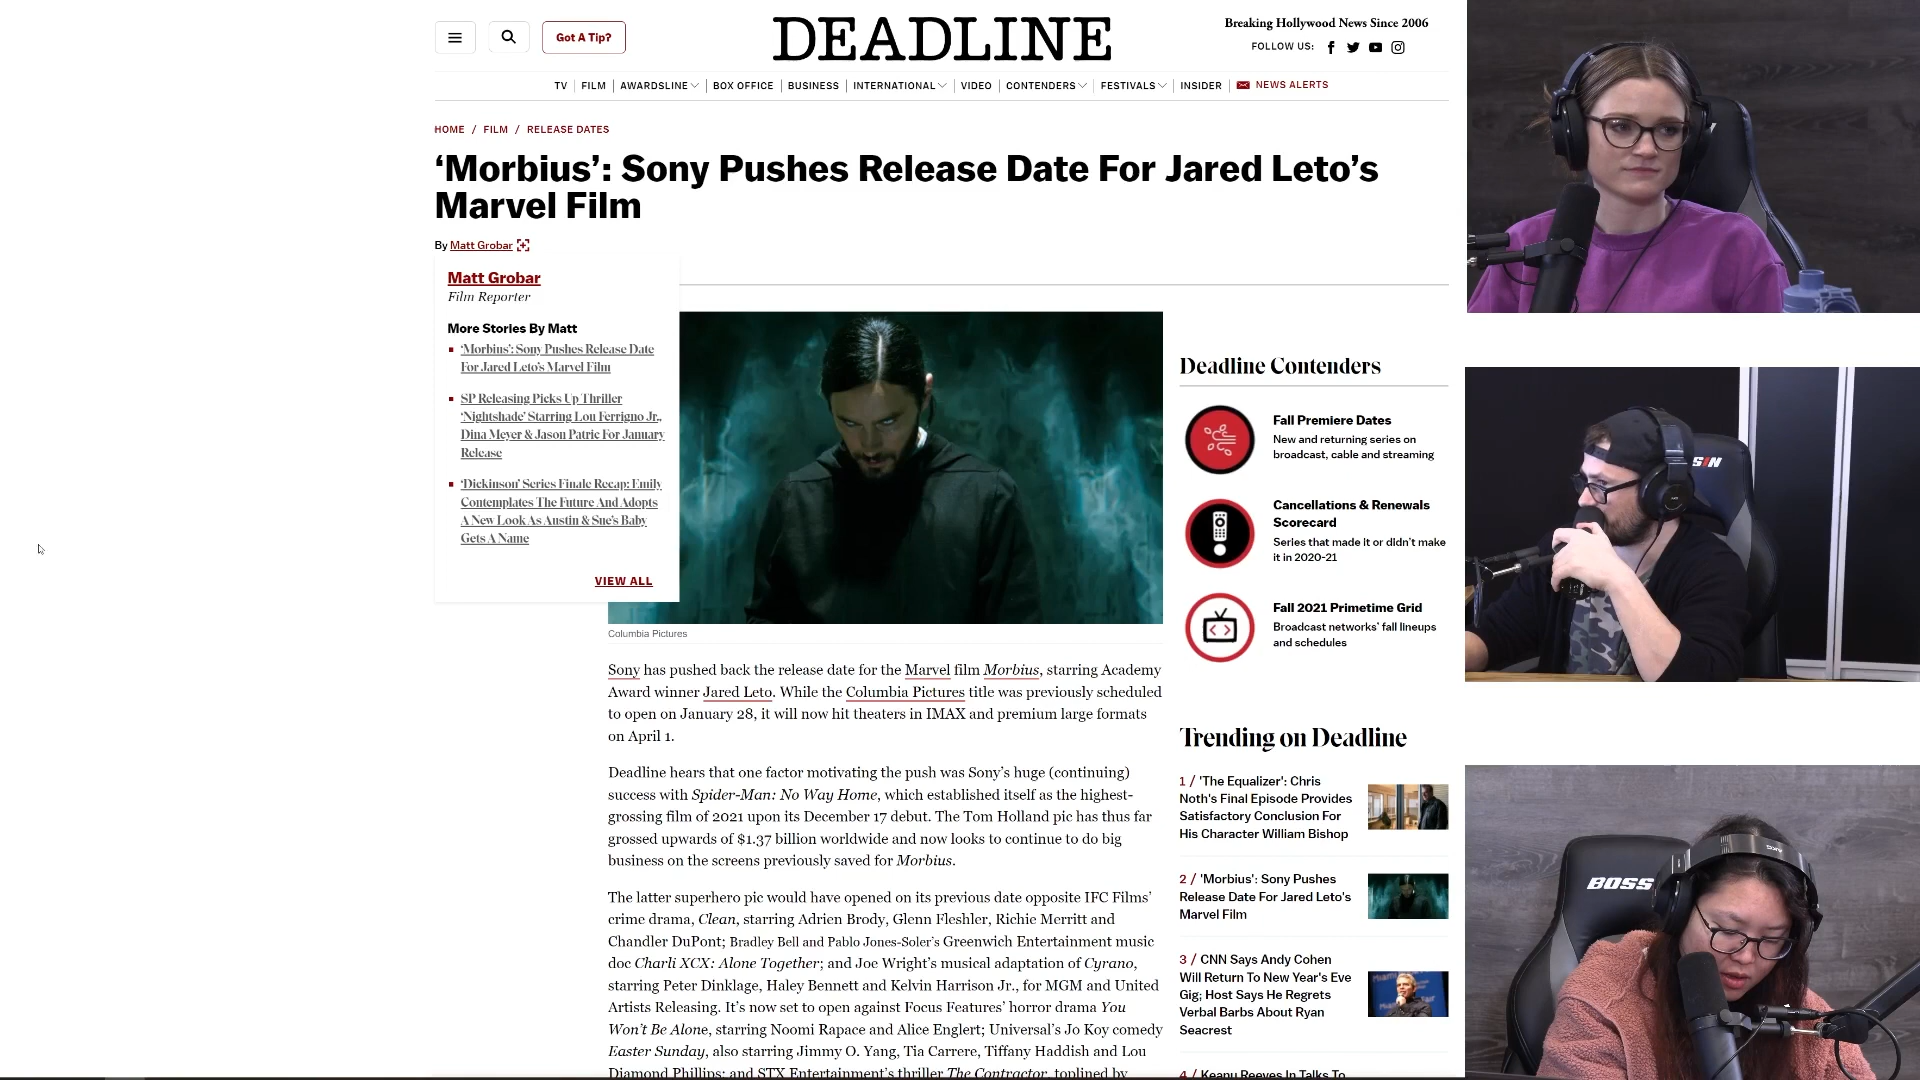 Got A Tip?
DEADLINE
Breaking Hollywood News Since 2006
FOLLOW US:
TV
FILM
AWARDSLINE
BOX OFFICE
BUSINESS
INTERNATIONAL
VIDEO
CONTENDERS
FESTIVALS
INSIDER
NEWS ALERTS
HOME / FILM / RELEASE DATES
‘Morbius’: Sony Pushes Release Date For Jared Leto’s
Marvel Film
By Matt Grobar
Matt Grobar
Film Reporter
More Stories By Matt
‘Morbius’: Sony Pushes Release Date
For Jared Leto’s Marvel Film
SP Releasing Picks Up Thriller
‘Nightshade’ Starring Lou Ferrigno Jr.,
Dina Meyer & Jason Patric For January
Release
‘Dickinson’ Series Finale Recap: Emily
Contemplates The Future And Adopts
A New Look As Austin & Sue’s Baby
Gets A Name
VIEW ALL
Columbia Pictures
Sony has pushed back the release date for the Marvel film Morbius, starring Academy
Award winner Jared Leto. While the Columbia Pictures title was previously scheduled
to open on January 28, it will now hit theaters in IMAX and premium large formats
on April 1.
Deadline hears that one factor motivating the push was Sony’s huge (continuing)
success with Spider-Man: No Way Home, which established itself as the highest-
grossing film of 2021 upon its December 17 debut. The Tom Holland pic has thus far
grossed upwards of $1.37 billion worldwide and now looks to continue to do big
business on the screens previously saved for Morbius.
The latter superhero pic would have opened on its previous date opposite IFC Films’
crime drama, Clean, starring Adrien Brody, Glenn Fleshler, Richie Merritt and
Chandler DuPont; Bradley Bell and Pablo Jones-Soler’s Greenwich Entertainment music
doc Charli XCX: Alone Together; and Joe Wright’s musical adaptation of Cyrano,
starring Peter Dinklage, Haley Bennett and Kelvin Harrison Jr., for MGM and United
Artists Releasing. It’s now set to open against Focus Features’ horror drama You
Won’t Be Alone, starring Noomi Rapace and Alice Englert; Universal’s Jo Koy comedy
Easter Sunday, also starring Jimmy O. Yang, Tia Carrere, Tiffany Haddish and Lou
Diamond Phillips; and STX Entertainment’s thriller The Contractor, toplined by
Deadline Contenders
Fall Premiere Dates
New and returning series on
broadcast, cable and streaming
Cancellations & Renewals
Scorecard
Series that made it or didn’t make
it in 2020-21
Fall 2021 Primetime Grid
Broadcast networks’ fall lineups
and schedules
Trending on Deadline
1 / 'The Equalizer': Chris
Noth's Final Episode Provides
Satisfactory Conclusion For
His Character William Bishop
2 / 'Morbius': Sony Pushes
Release Date For Jared Leto's
Marvel Film
3 / CNN Says Andy Cohen
Will Return To New Year's Eve
Gig; Host Says He Regrets
Verbal Barbs About Ryan
Seacrest
4 / Keanu Reeves In Talks To
BOSS